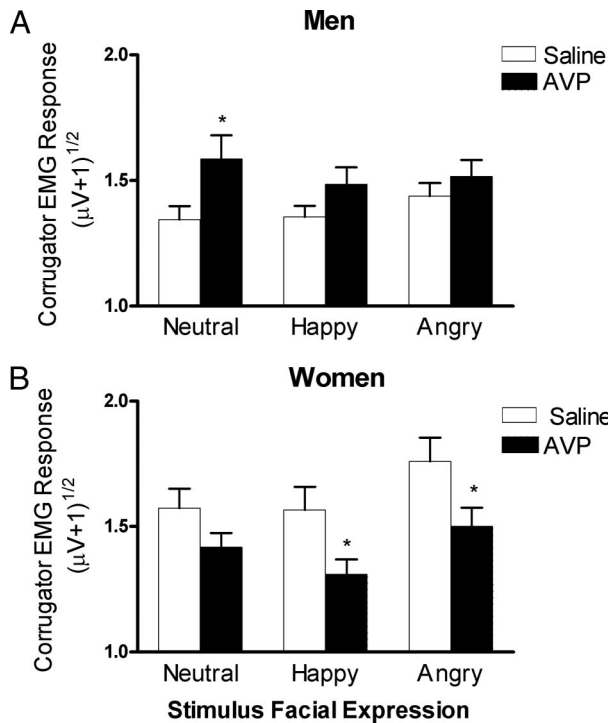 A
Men
2.0
1.5
1.0
Corrugator EMG Response
(µV+1)1/2
Saline
AVP
*
Neutral
Happy
Angry
B
Women
2.0
1.5
1.0
Corrugator EMG Response
(µV+1)1/2
Saline
AVP
*
*
Neutral
Happy
Angry
Stimulus Facial Expression